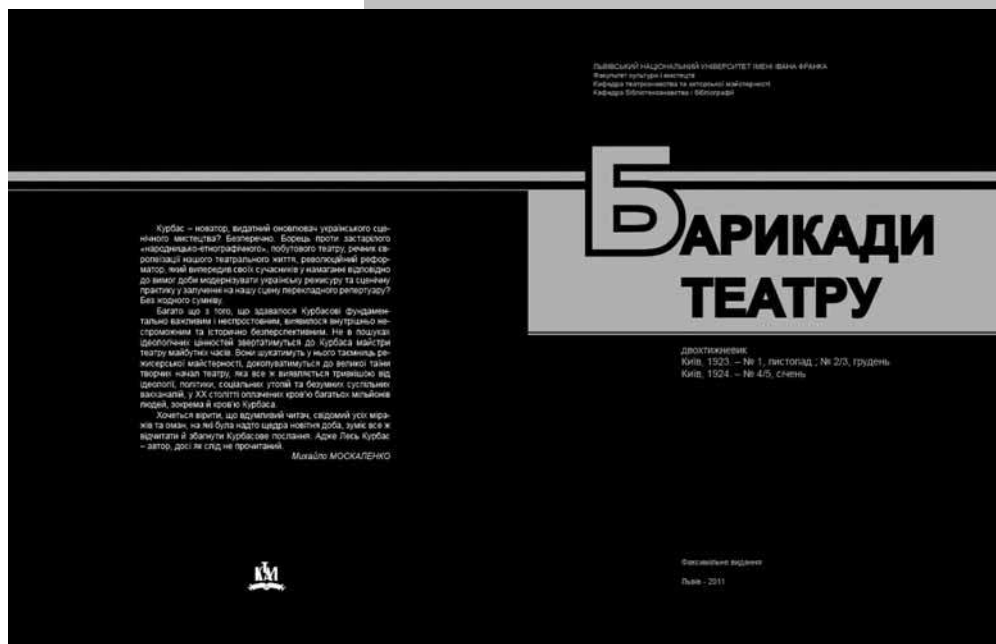 ЛЬВІВСЬКИЙ НАЦІОНАЛЬНИЙ УНІВЕРСИТЕТ ІМЕНІ ІВАНА ФРАНКА
Факультет культури і мистецтв
Кафедра театрознавства та акторської майстерності
Кафедра бібліотекознавства і бібліографії
БАРИКАДИ
ТЕАТРУ
двохтижневик
Київ, 1923. – № 1, листопад ; № 2/3, грудень
Київ, 1924. – № 4/5, січень
Факсимільне видання
Львів - 2011
Курбас – новатор, видатний оновлювач українського сце-
нічного мистецтва? Безперечно. Борець проти застарілого
«народницько-етнографічного», побутового театру, речник єв-
ропеїзації нашого театрального життя, революційний рефор-
матор, який випередив своїх сучасників у намаганні відповідно
до вимог доби модернізувати українську режисуру та сценічну
практику у залученні на нашу сцену перекладного репертуару?
Без жодного сумніву.
Багато що з того, що здавалося Курбасові фундамен-
тально важливим і неспростовним, виявилося внутрішньо не-
спроможним та історично безперспективним. Не в пошуках
ідеологічних цінностей звертатимуться до Курбаса майстри
театру майбутніх часів. Вони шукатимуть у нього таємниць ре-
жисерської майстерності, докопуватимуться до великої таїни
творчих начал театру, яка все ж виявляється тривкішою від
ідеології, політики, соціальних утопій та безумних суспільних
вакханалій, у ХХ столітті оплачених кров'ю багатьох мільйонів
людей, зокрема й кров'ю Курбаса.
Хочеться вірити, що вдумливий читач, свідомий усіх міра-
жів та оман, на які була надто щедра новітня доба, зуміє все ж
відчитати й збагнути Курбасове послання. Адже Лесь Курбас
– автор, досі як слід не прочитаний.
Михайло МОСКАЛЕНКО